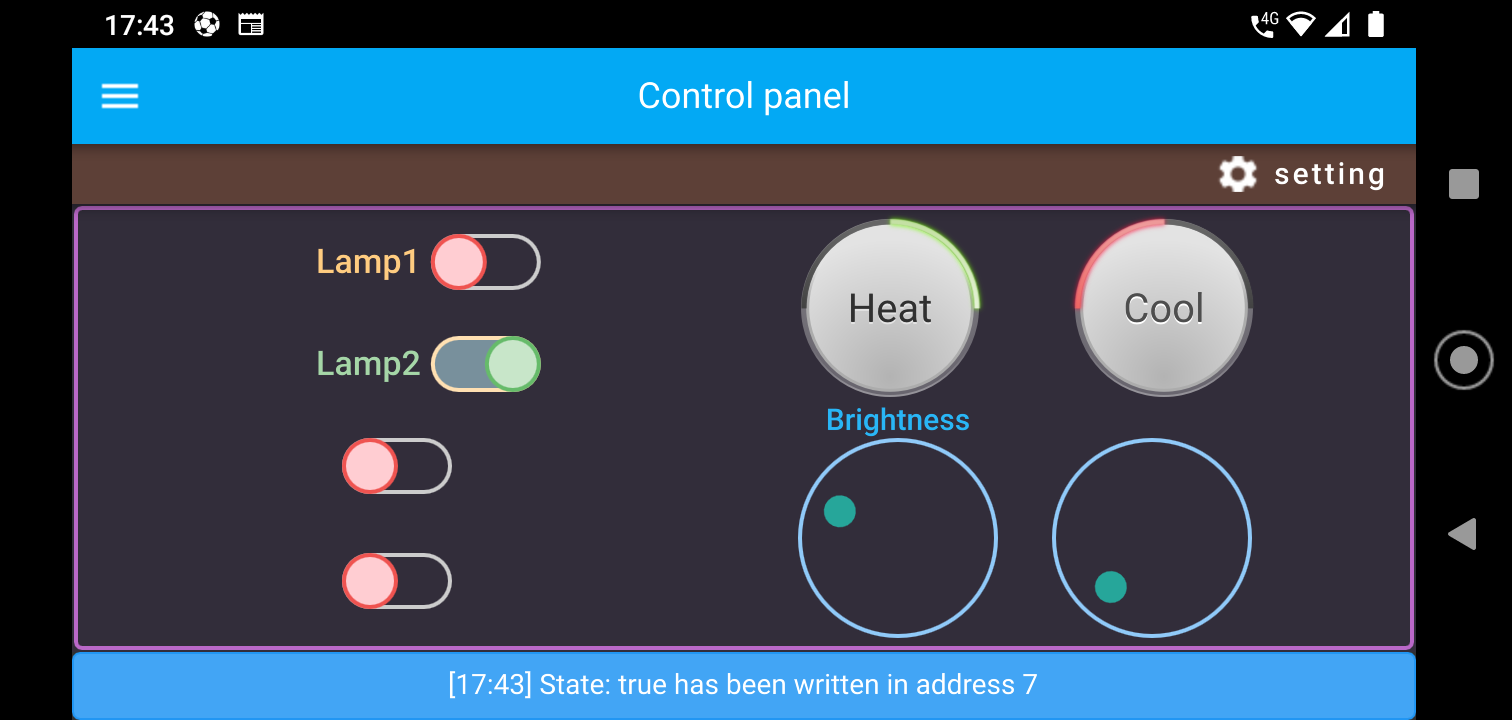 17:43
4G
Control panel
setting
Lamp1
Heat
Cool
Lamp2
Brightness
[17:43] State: true has been written in address 7